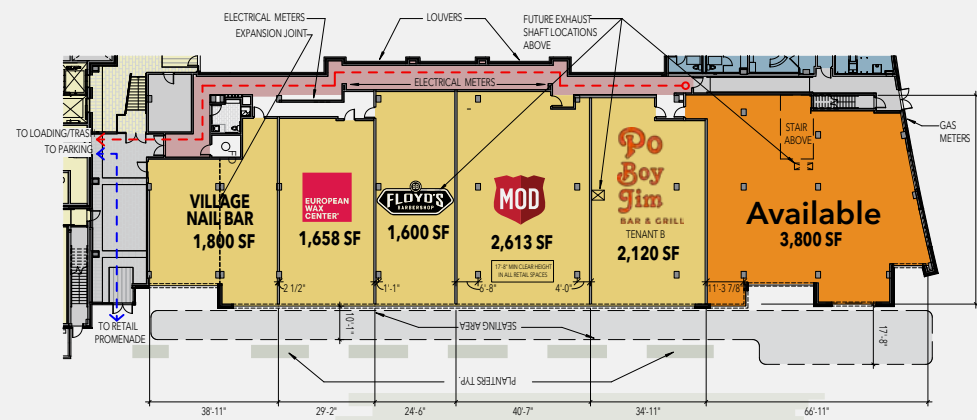 ELECTRICAL METERS
EXPANSION JOINT
LOUVERS
FUTURE EXHAUST
SHAFT LOCATIONS
ABOVE
ELECTRICAL METERS
TO LOADING/TRASH
TO PARKING
GAS
METERS
STAIR
ABOVE
VILLAGE
NAIL BAR
1,800 SF
EUROPEAN
WAX
CENTER
1,658 SF
FLOYD'S
BARBERSHOP
1,600 SF
MOD
2,613 SF
17'-8" MIN CLEAR HEIGHT
IN ALL RETAIL SPACES
Po
Boy
Jim
BAR & GRILL
TENANT B
2,120 SF
Available
3,800 SF
2 1/2"
1'-1"
6'-8"
4'-0"
11'-3 7/8"
TO RETAIL
PROMENADE
10'-1"
SEATING AREA
17'-8"
PLANTERS TYP.
38'-11"
29'-2"
24'-6"
40'-7"
34'-11"
66'-11"